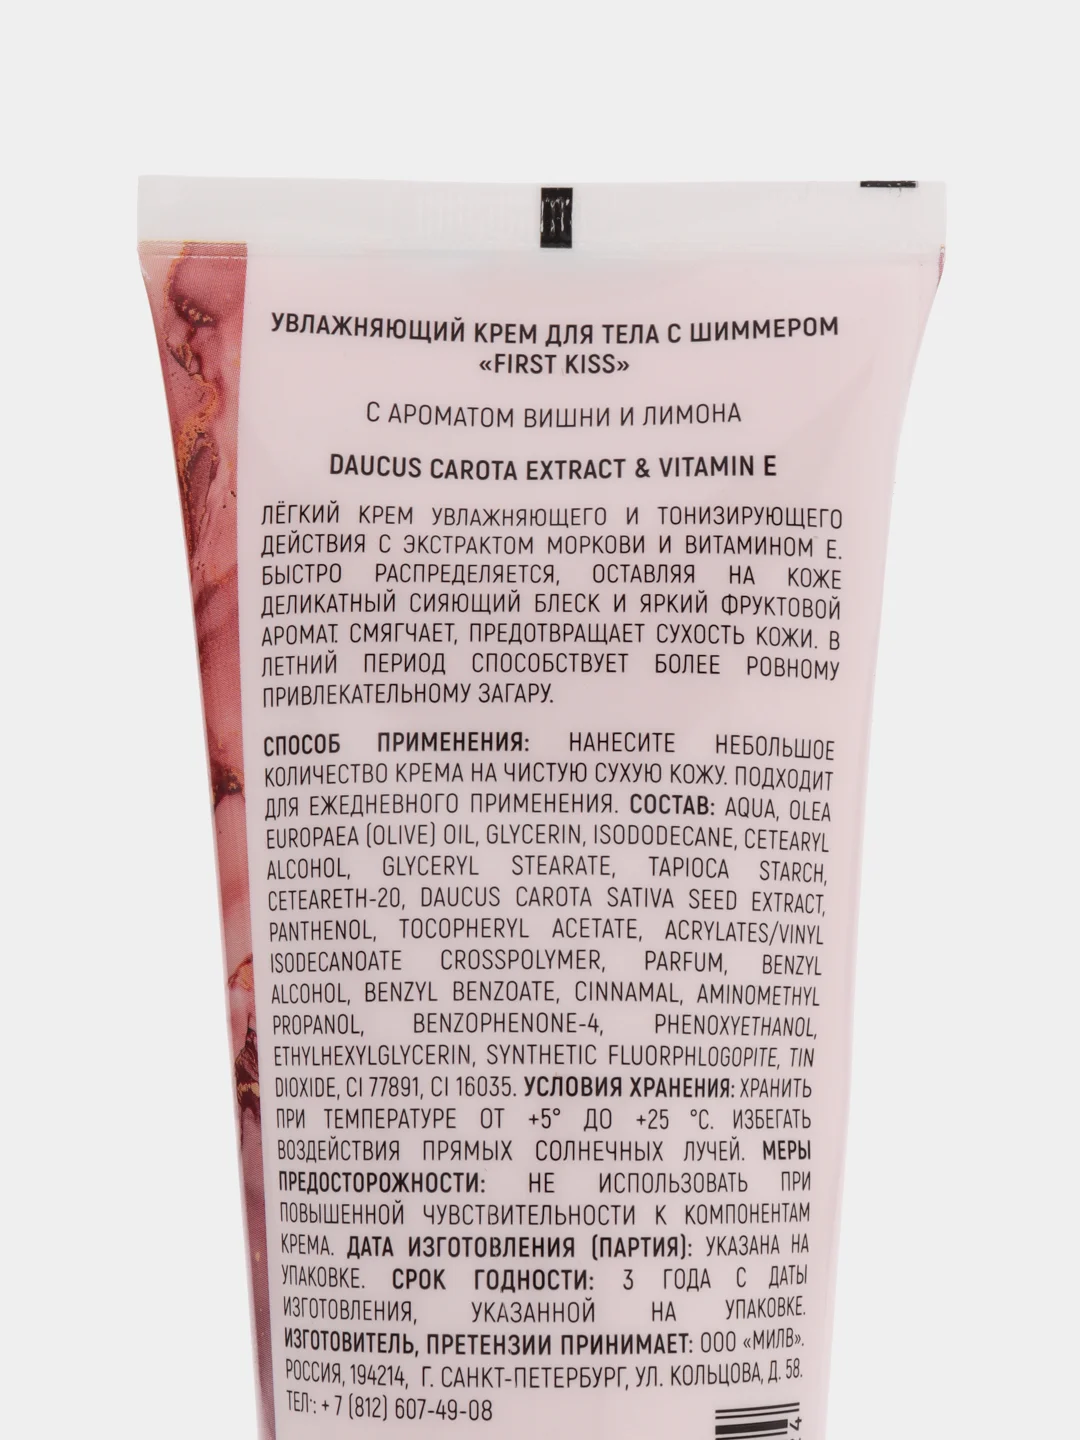 УВЛАЖНЯЮЩИЙ КРЕМ ДЛЯ ТЕЛА С ШИММЕРОМ
«FIRST KISS»
С АРОМАТОМ ВИШНИ И ЛИМОНА
DAUCUS CAROTA EXTRACT & VITAMIN E
ЛЁГКИЙ КРЕМ УВЛАЖНЯЮЩЕГО И ТОНИЗИРУЮЩЕГО
ДЕЙСТВИЯ С ЭКСТРАКТОМ МОРКОВИ И ВИТАМИНОМ Е.
БЫСТРО РАСПРЕДЕЛЯЕТСЯ, ОСТАВЛЯЯ НА КОЖЕ
ДЕЛИКАТНЫЙ СИЯЮЩИЙ БЛЕСК И ЯРКИЙ ФРУКТОВОЙ
АРОМАТ. СМЯГЧАЕТ, ПРЕДОТВРАЩАЕТ СУХОСТЬ КОЖИ. В
ЛЕТНИЙ ПЕРИОД СПОСОБСТВУЕТ БОЛЕЕ РОВНОМУ
ПРИВЛЕКАТЕЛЬНОМУ ЗАГАРУ.
СПОСОБ ПРИМЕНЕНИЯ: НАНЕСИТЕ НЕБОЛЬШОЕ
КОЛИЧЕСТВО КРЕМА НА ЧИСТУЮ СУХУЮ КОЖУ. ПОДХОДИТ
ДЛЯ ЕЖЕДНЕВНОГО ПРИМЕНЕНИЯ. СОСТАВ: AQUA, OLEA
EUROPAEA (OLIVE) OIL, GLYCERIN, ISODODECANE, CETEARYL
ALCOHOL, GLYCERYL STEARATE, TAPIOCA STARCH,
CETEARETH-20, DAUCUS CAROTA SATIVA SEED EXTRACT,
PANTHENOL, TOCOPHERYL ACETATE, ACRYLATES/VINYL
ISODECANOATE CROSSPOLYMER, PARFUM, BENZYL
ALCOHOL, BENZYL BENZOATE, CINNAMAL, AMINOMETHYL
PROPANOL, BENZOPHENONE-4, PHENOXYETHANOL,
ETHYLHEXYLGLYCERIN, SYNTHETIC FLUORPHLOGOPITE, TIN
DIOXIDE, CI 77891, CI 16035. УСЛОВИЯ ХРАНЕНИЯ: ХРАНИТЬ
ПРИ ТЕМПЕРАТУРЕ ОТ +5° ДО +25 °С. ИЗБЕГАТЬ
ВОЗДЕЙСТВИЯ ПРЯМЫХ СОЛНЕЧНЫХ ЛУЧЕЙ. МЕРЫ
ПРЕДОСТОРОЖНОСТИ: НЕ ИСПОЛЬЗОВАТЬ ПРИ
ПОВЫШЕННОЙ ЧУВСТВИТЕЛЬНОСТИ К КОМПОНЕНТАМ
КРЕМА. ДАТА ИЗГОТОВЛЕНИЯ (ПАРТИЯ): УКАЗАНА НА
УПАКОВКЕ. СРОК ГОДНОСТИ: 3 ГОДА С ДАТЫ
ИЗГОТОВЛЕНИЯ, УКАЗАННОЙ НА УПАКОВКЕ.
ИЗГОТОВИТЕЛЬ, ПРЕТЕНЗИИ ПРИНИМАЕТ: ООО «МИЛВ».
РОССИЯ, 194214, Г. САНКТ-ПЕТЕРБУРГ, УЛ. КОЛЬЦОВА, Д. 58.
ТЕЛ.: +7 (812) 607-49-08